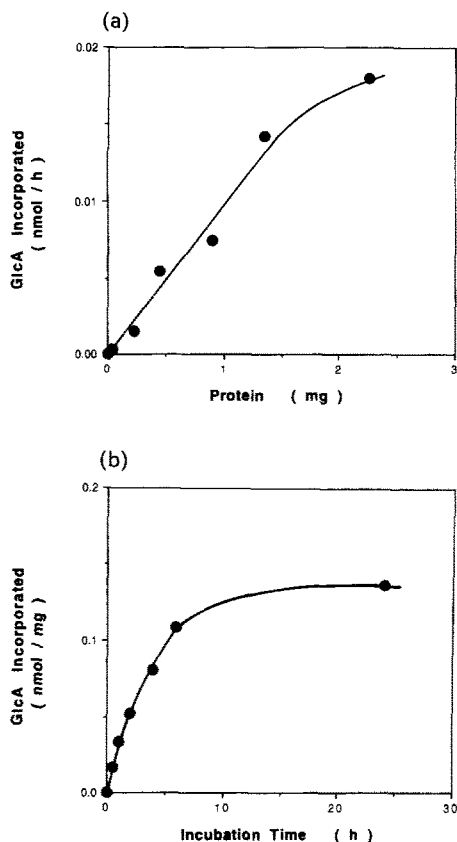 (a)
0.02
0.01
0.00
0
1
2
3
GlcA Incorporated
( nmol / h )
Protein ( mg )
(b)
0.2
0.1
0.0
0
10
20
30
GlcA Incorporated
( nmol / mg )
Incubation Time ( h )